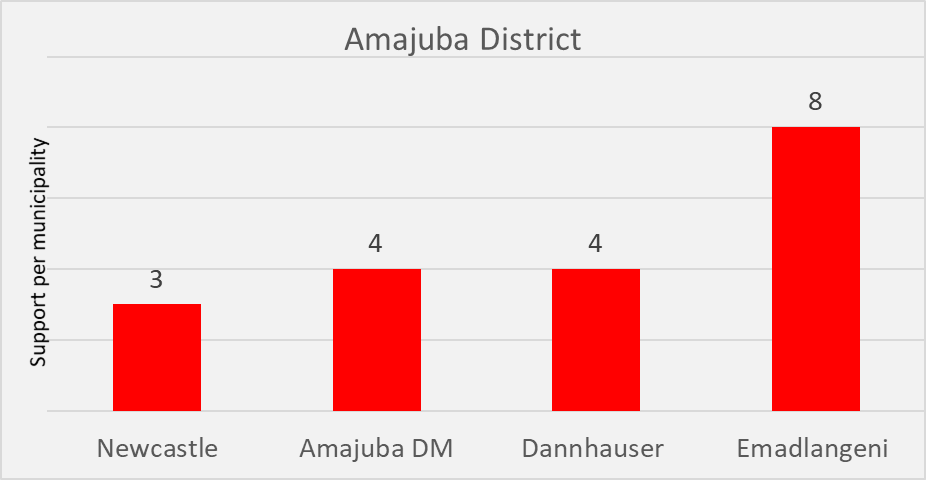 Amajuba District
Support per municipality
3
4
4
8
Newcastle
Amajuba DM
Dannhauser
Emadlangeni